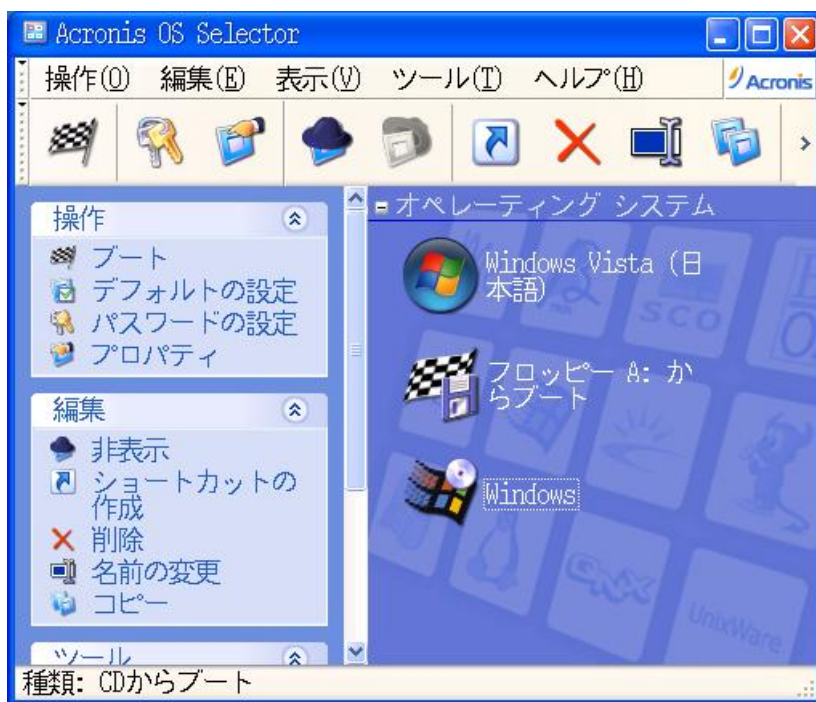 Acronis OS Selector
操作(O) 編集(E) 表示(V) ツール(T) ヘルプ(H) Acronis
操作
ブート
デフォルトの設定
パスワードの設定
プロパティ
編集
非表示
ショートカットの
作成
削除
名前の変更
コピー
ツール
オペレーティング システム
Windows Vista (日
本語)
フロッピー A: か
らブート
Windows
SCO
QNX
UnixWare
種類: CDからブート